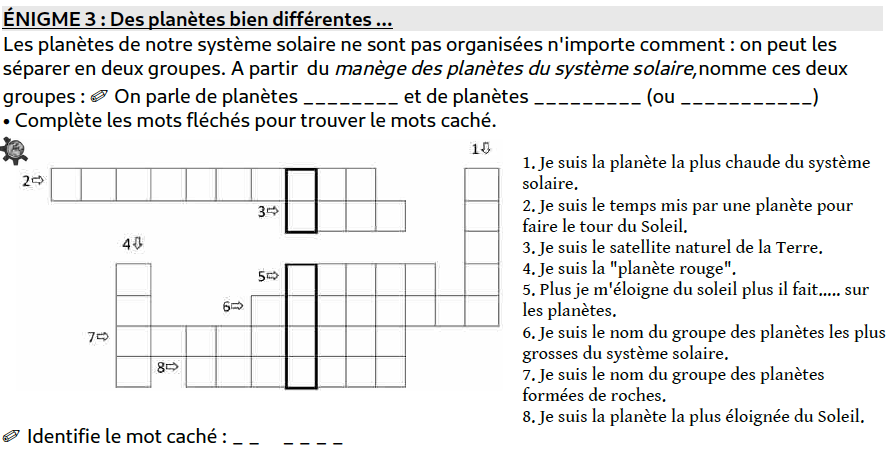 ÉNIGME 3 : Des planètes bien différentes ...
Les planètes de notre système solaire ne sont pas organisées n'importe comment : on peut les
séparer en deux groupes. A partir du manège des planètes du système solaire,nomme ces deux
groupes : ✏ On parle de planètes ________ et de planètes _________ (ou ___________)
• Complète les mots fléchés pour trouver le mots caché.
1⇩
2⇨
3⇨
4⇩
5⇨
6⇨
7⇨
8⇨
1. Je suis la planète la plus chaude du système
solaire.
2. Je suis le temps mis par une planète pour
faire le tour du Soleil.
3. Je suis le satellite naturel de la Terre.
4. Je suis la "planète rouge".
5. Plus je m'éloigne du soleil plus il fait..... sur
les planètes.
6. Je suis le nom du groupe des planètes les plus
grosses du système solaire.
7. Je suis le nom du groupe des planètes
formées de roches.
8. Je suis la planète la plus éloignée du Soleil.
✏ Identifie le mot caché : _ _ _ _ _ _